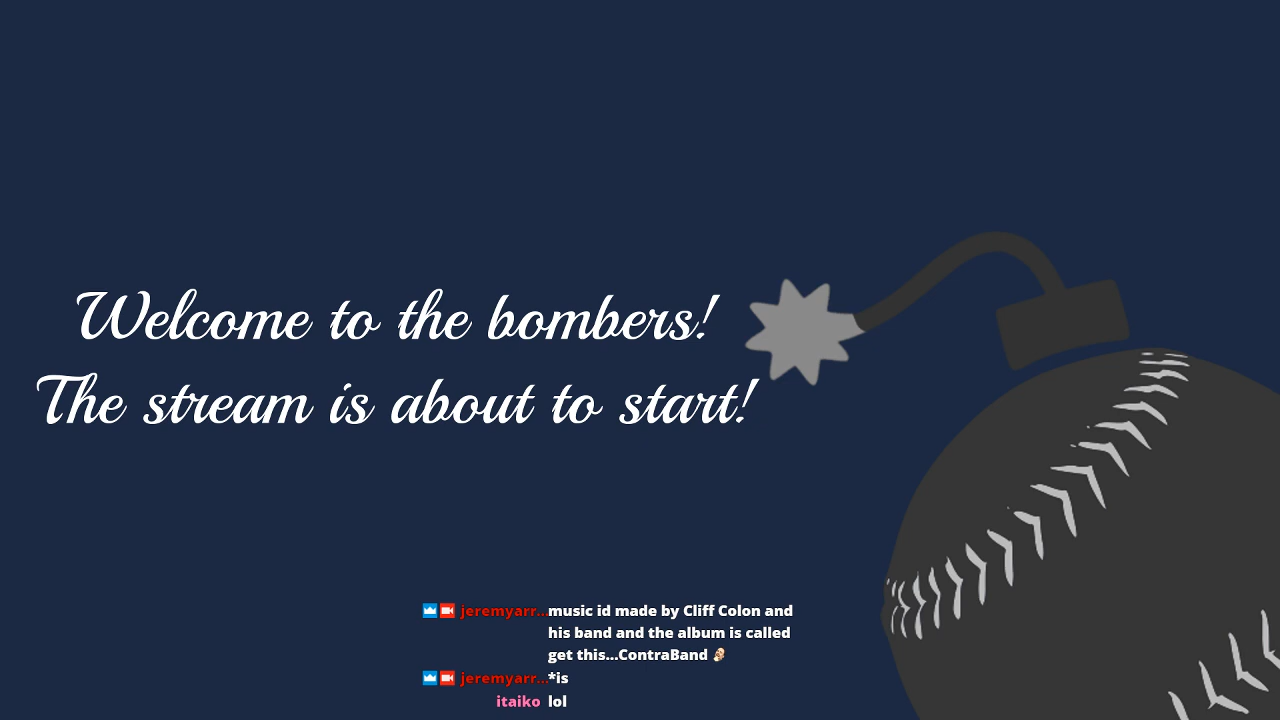 Welcome to the bombers!
The stream is about to start!
jeremyarr... music id made by Cliff Colon and
his band and the album is called
get this...ContraBand
jeremyarr... *is
itaiko lol